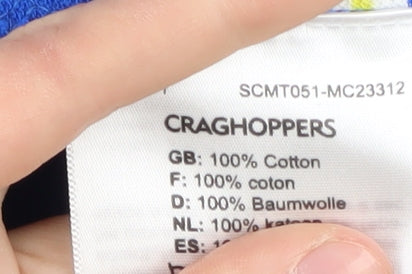 SCMT051-MC23312
CRAGHOPPERS
GB: 100% Cotton
F: 100% coton
D: 100% Baumwolle
NL: 100%
ES: